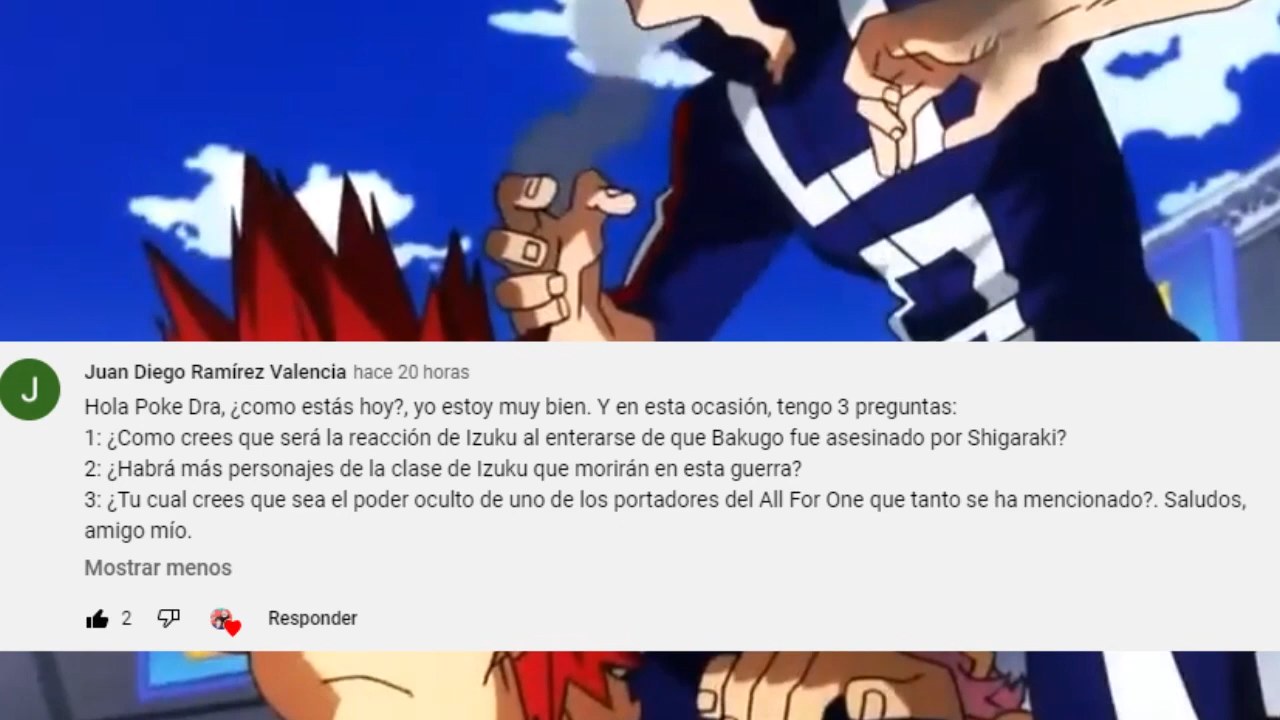 J
Juan Diego Ramírez Valencia hace 20 horas
Hola Poke Dra, ¿como estás hoy?, yo estoy muy bien. Y en esta ocasión, tengo 3 preguntas:
1: ¿Como crees que será la reacción de Izuku al enterarse de que Bakugo fue asesinado por Shigaraki?
2: ¿Habrá más personajes de la clase de Izuku que morirán en esta guerra?
3: ¿Tu cual crees que sea el poder oculto de uno de los portadores del All For One que tanto se ha mencionado?. Saludos,
amigo mío.
Mostrar menos
2 Responder